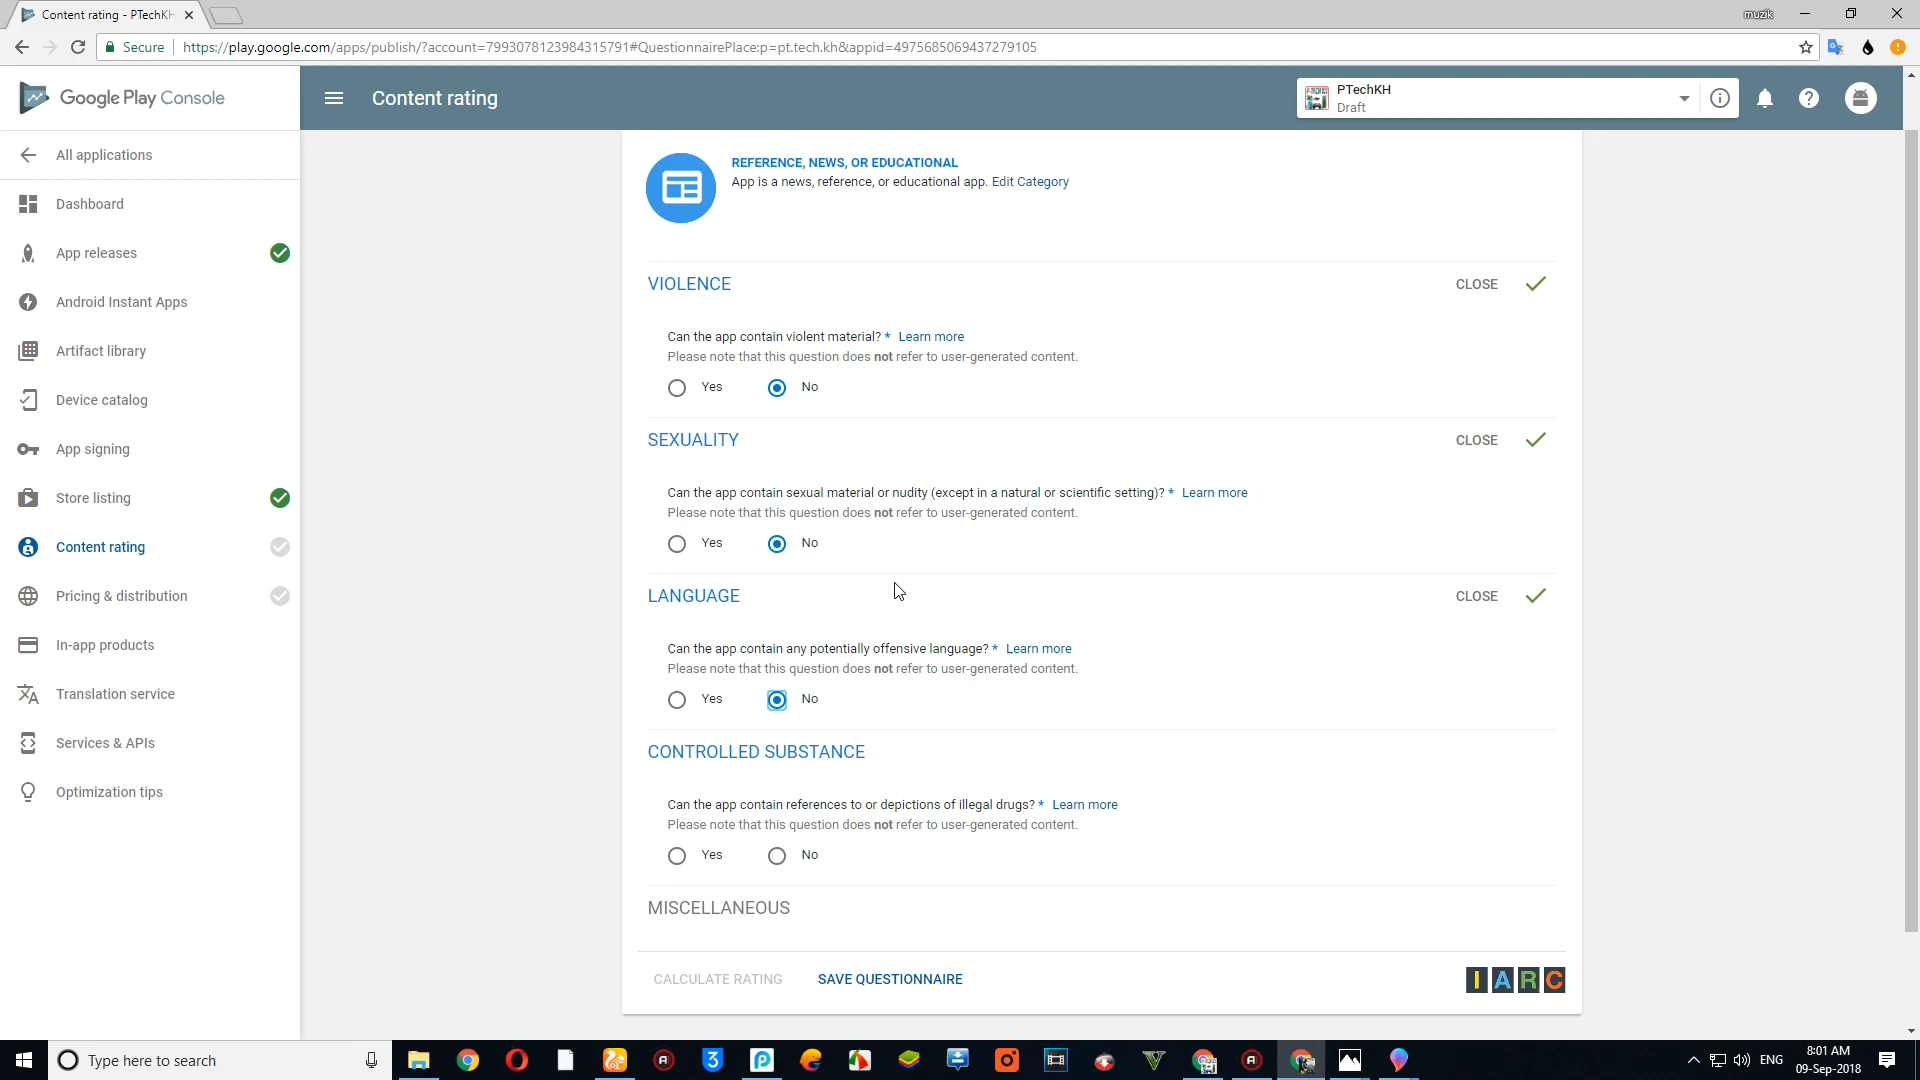 Content rating - PTechKH
muzik
Secure
https://play.google.com/apps/publish/?account=7993078123984315791#QuestionnairePlace:p=pt.tech.kh&appid=4975685069437279105
Google Play Console
Content rating
PTechKH
Draft
All applications
Dashboard
App releases
Android Instant Apps
Artifact library
Device catalog
App signing
Store listing
Content rating
Pricing & distribution
In-app products
Translation service
Services & APIs
Optimization tips
REFERENCE, NEWS, OR EDUCATIONAL
App is a news, reference, or educational app. Edit Category
VIOLENCE CLOSE
Can the app contain violent material? * Learn more
Please note that this question does not refer to user-generated content.
Yes No
SEXUALITY CLOSE
Can the app contain sexual material or nudity (except in a natural or scientific setting)? * Learn more
Please note that this question does not refer to user-generated content.
Yes No
LANGUAGE CLOSE
Can the app contain any potentially offensive language? * Learn more
Please note that this question does not refer to user-generated content.
Yes No
CONTROLLED SUBSTANCE
Can the app contain references to or depictions of illegal drugs? * Learn more
Please note that this question does not refer to user-generated content.
Yes No
MISCELLANEOUS
CALCULATE RATING SAVE QUESTIONNAIRE
IARC
Type here to search
ENG
8:01 AM
09-Sep-2018